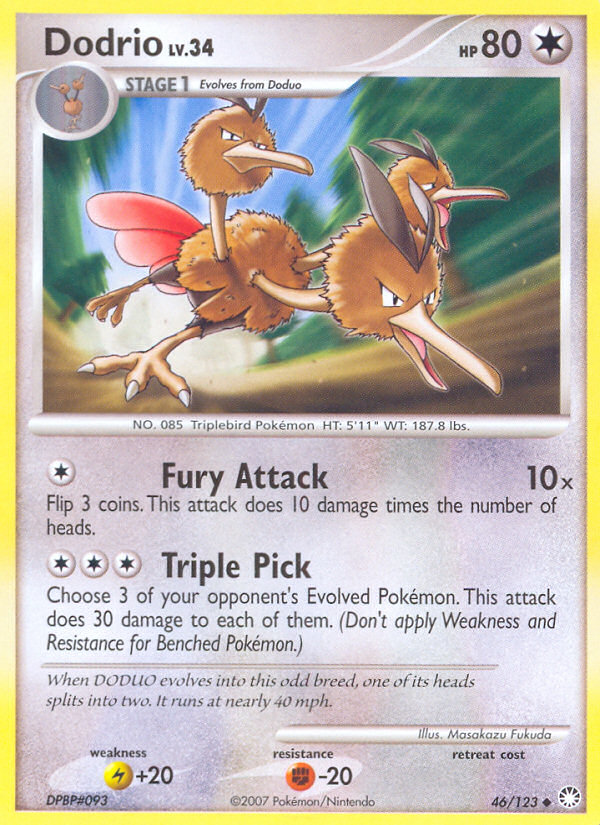 Dodrio LV.34
HP 80
STAGE 1 Evolves from Doduo
NO. 085 Triplebird Pokémon HT: 5'11" WT: 187.8 lbs.
Fury Attack 10x
Flip 3 coins. This attack does 10 damage times the number of
heads.
Triple Pick
Choose 3 of your opponent's Evolved Pokémon. This attack
does 30 damage to each of them. (Don't apply Weakness and
Resistance for Benched Pokémon.)
When DODUO evolves into this odd breed, one of its heads
splits into two. It runs at nearly 40 mph.
Illus. Masakazu Fukuda
weakness resistance retreat cost
+20 -20
DPBP#093 ©2007 Pokémon/Nintendo 46/123